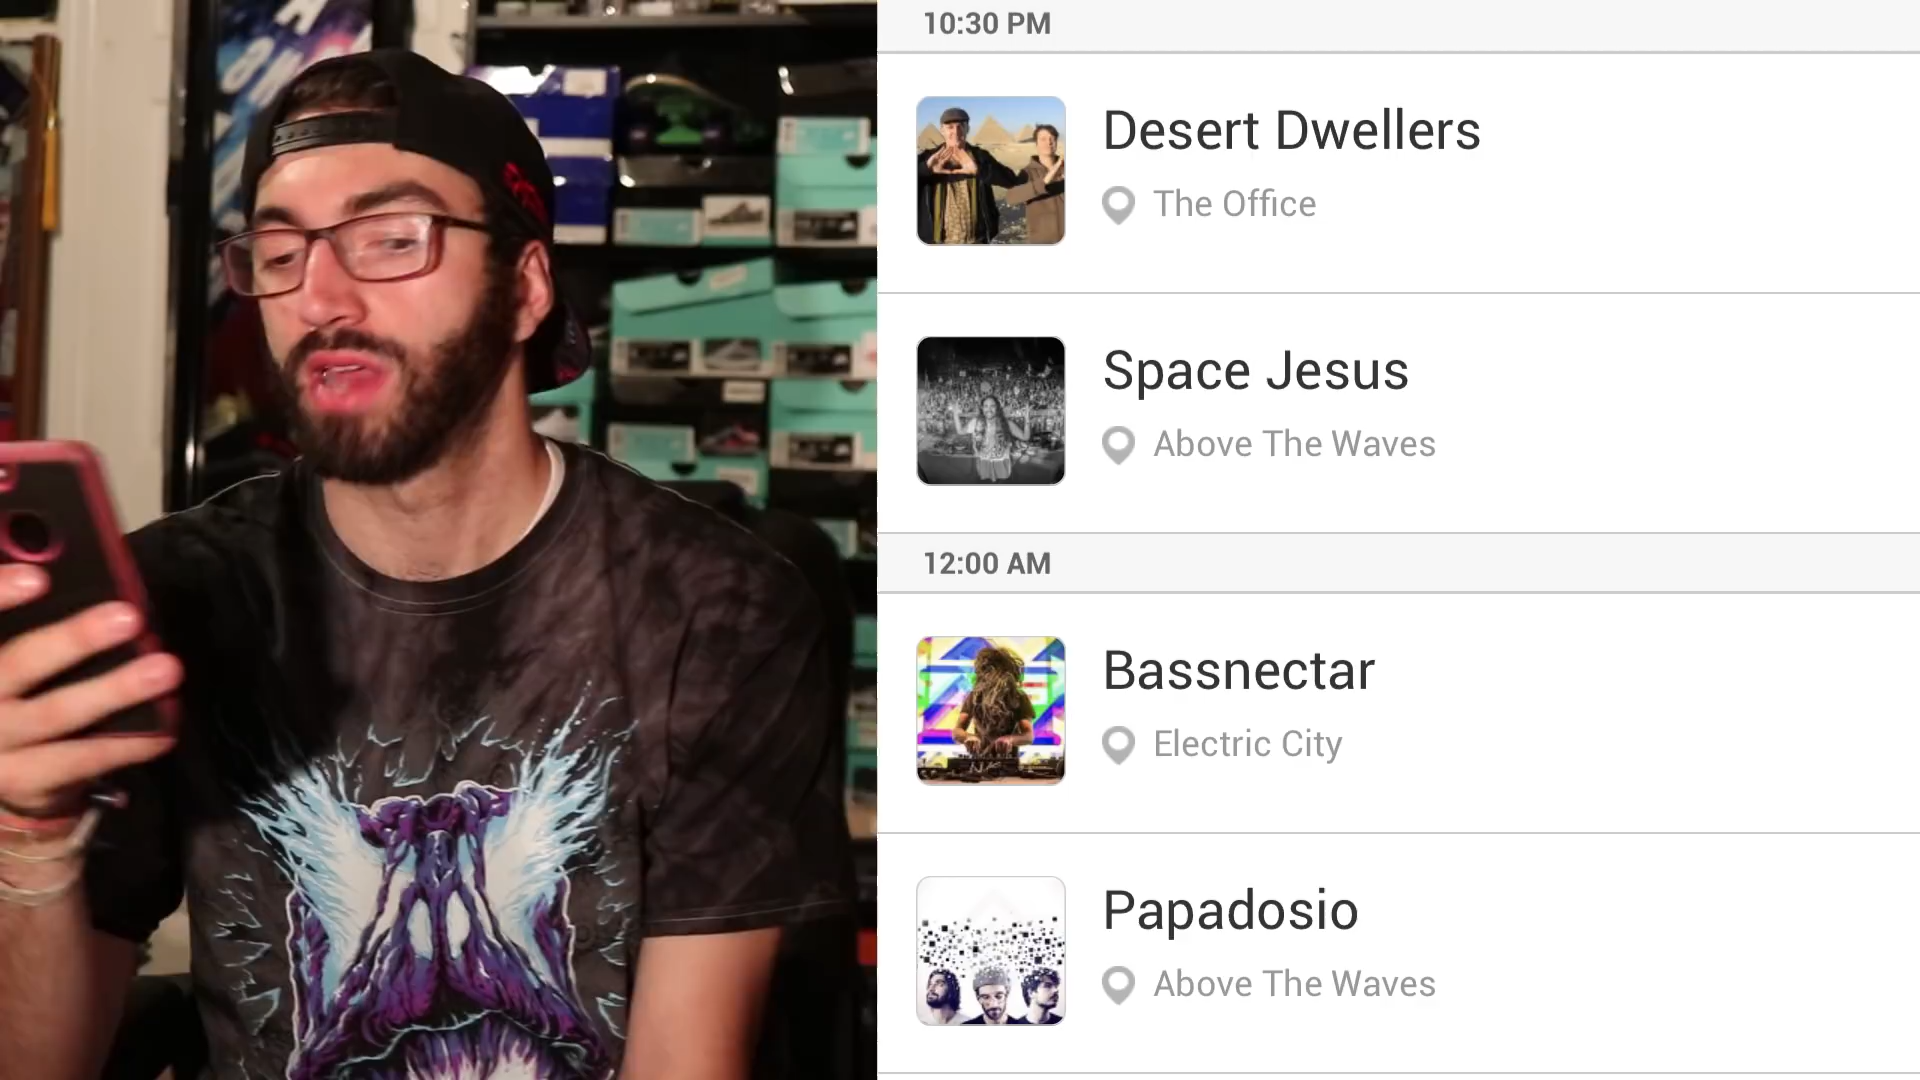 10:30 PM
Desert Dwellers
The Office
Space Jesus
Above The Waves
12:00 AM
Bassnectar
Electric City
Papadosio
Above The Waves